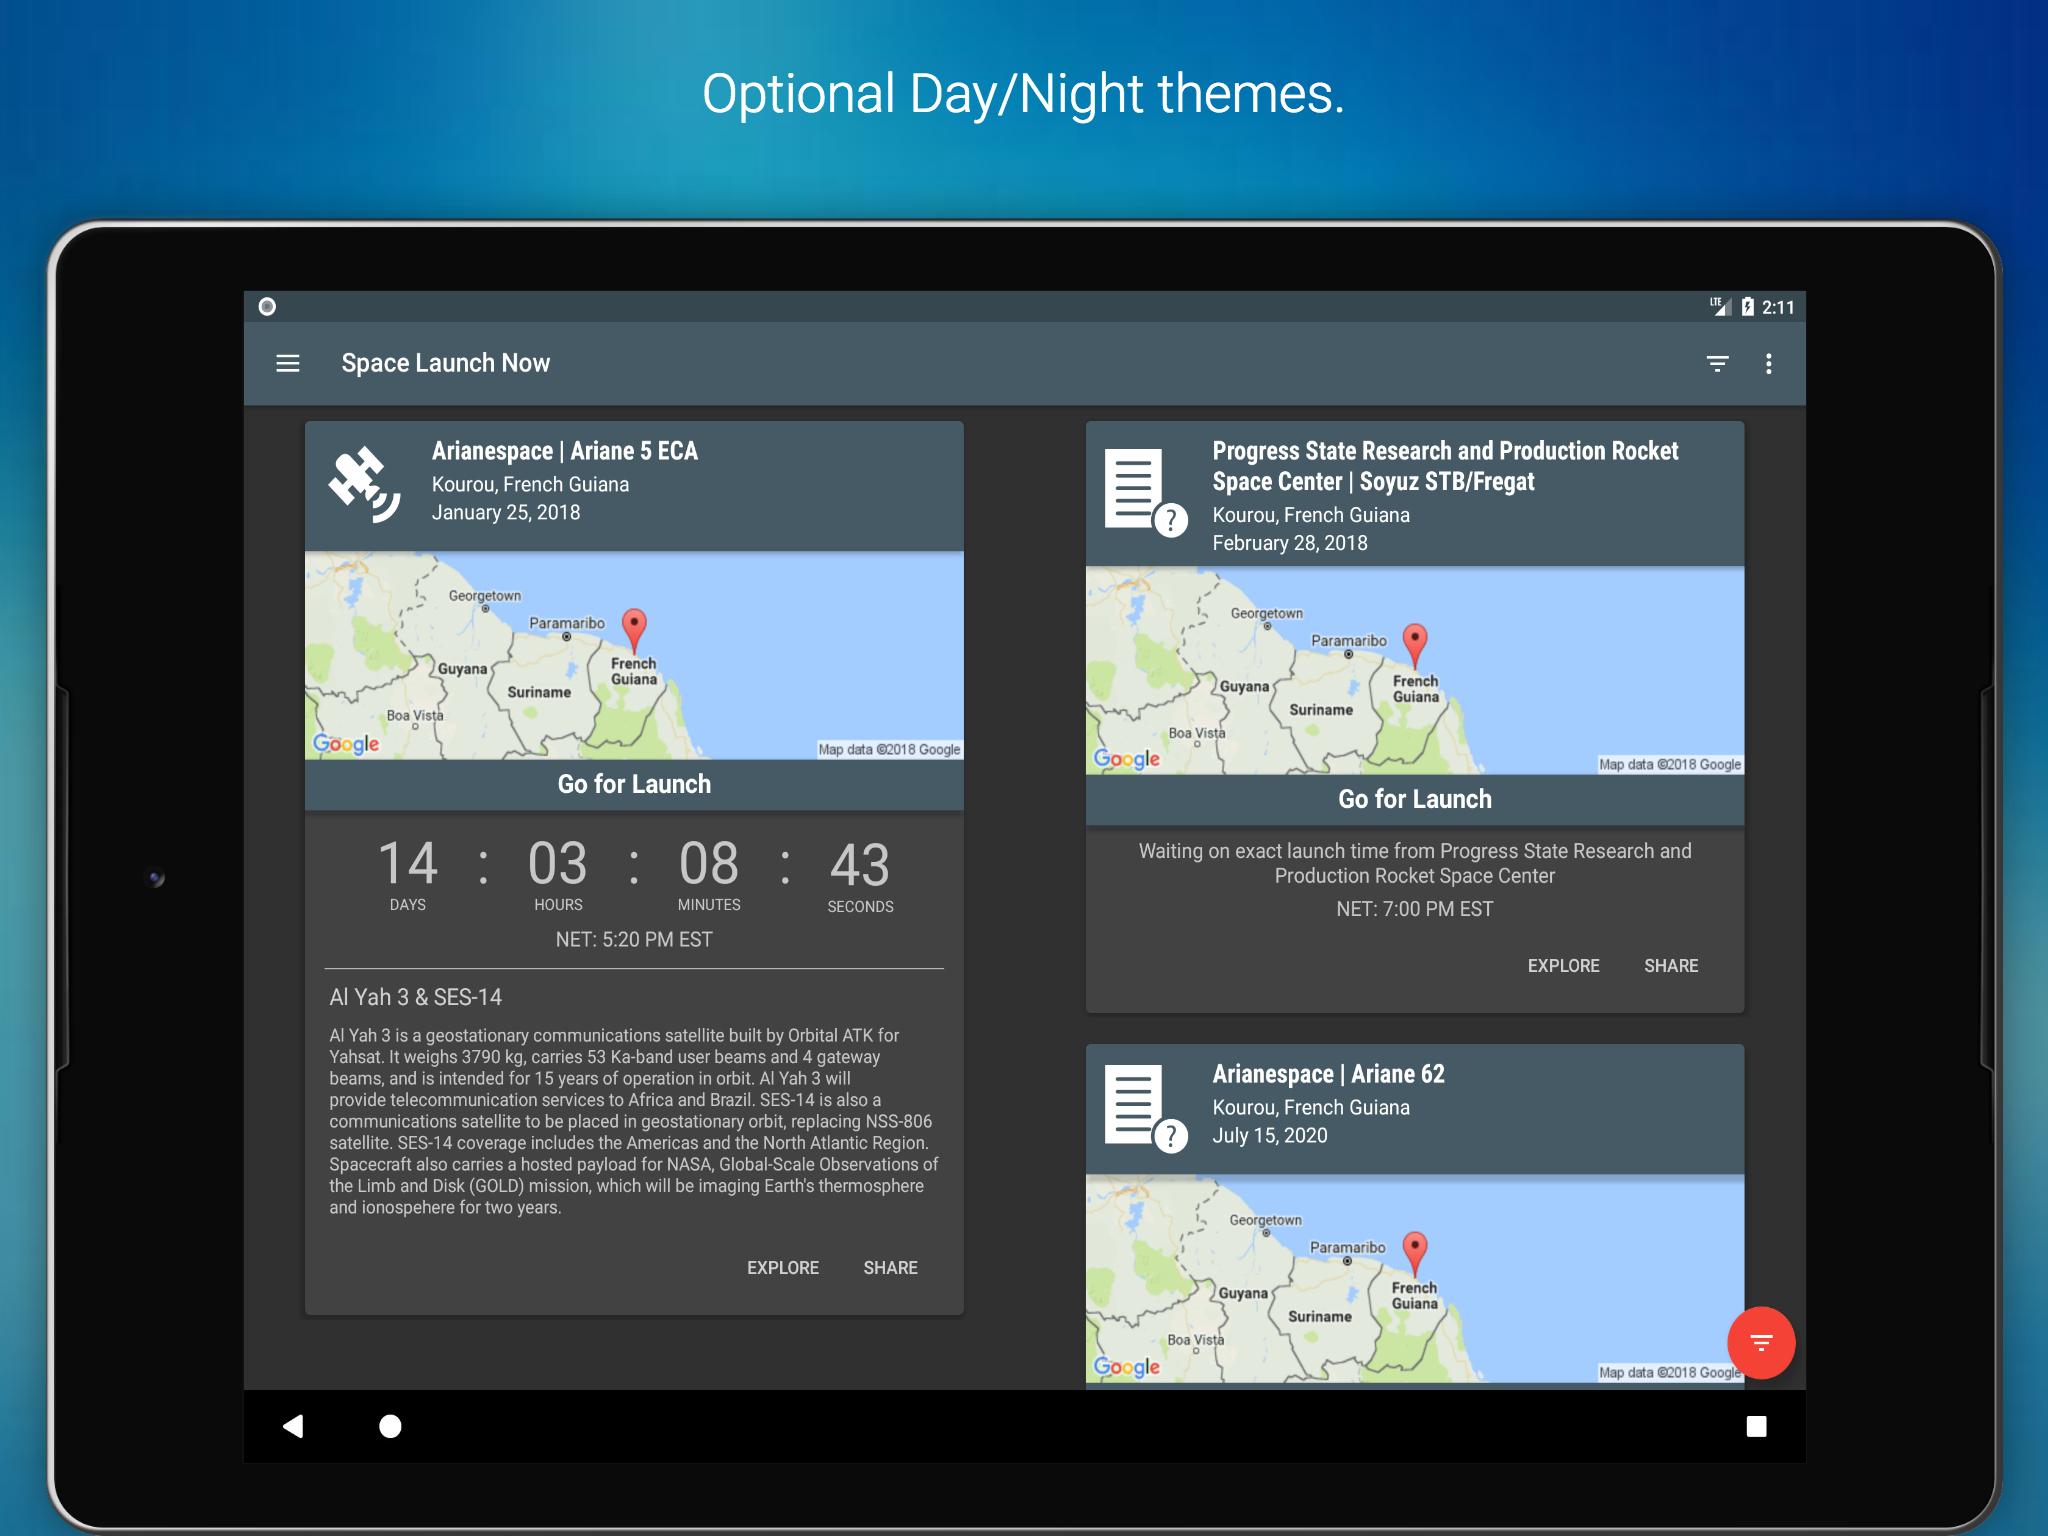 Optional Day/Night themes.
LTE 2:11
Space Launch Now
Arianespace | Ariane 5 ECA
Kourou, French Guiana
January 25, 2018
Georgetown
Paramaribo
Guyana
French
Guiana
Suriname
Boa Vista
Google
Map data ©2018 Google
Go for Launch
14 : 03 : 08 : 43
DAYS HOURS MINUTES SECONDS
NET: 5:20 PM EST
Al Yah 3 & SES-14
Al Yah 3 is a geostationary communications satellite built by Orbital ATK for
Yahsat. It weighs 3790 kg, carries 53 Ka-band user beams and 4 gateway
beams, and is intended for 15 years of operation in orbit. Al Yah 3 will
provide telecommunication services to Africa and Brazil. SES-14 is also a
communications satellite to be placed in geostationary orbit, replacing NSS-806
satellite. SES-14 coverage includes the Americas and the North Atlantic Region.
Spacecraft also carries a hosted payload for NASA, Global-Scale Observations of
the Limb and Disk (GOLD) mission, which will be imaging Earth's thermosphere
and ionospehere for two years.
EXPLORE SHARE
Progress State Research and Production Rocket
Space Center | Soyuz STB/Fregat
Kourou, French Guiana
February 28, 2018
?
Georgetown
Paramaribo
Guyana
French
Guiana
Suriname
Boa Vista
Google
Map data ©2018 Google
Go for Launch
Waiting on exact launch time from Progress State Research and
Production Rocket Space Center
NET: 7:00 PM EST
EXPLORE SHARE
Arianespace | Ariane 62
Kourou, French Guiana
July 15, 2020
?
Georgetown
Paramaribo
Guyana
French
Guiana
Suriname
Boa Vista
Google
Map data ©2018 Google